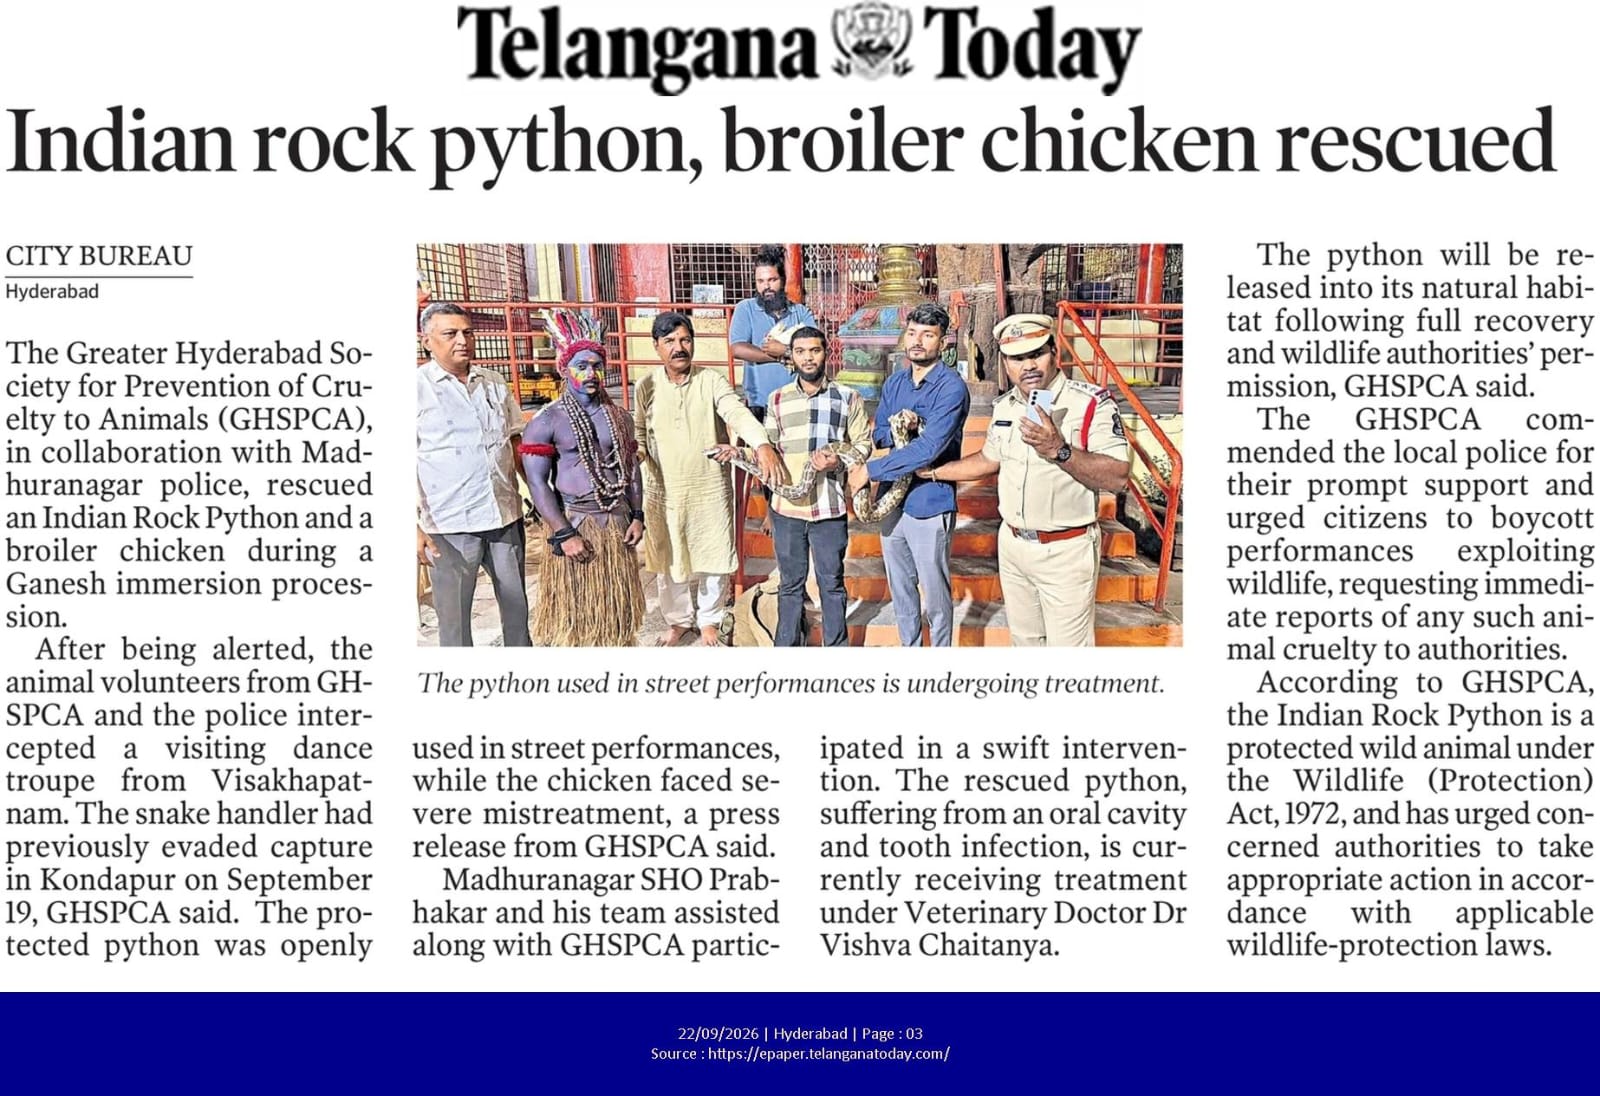 Telangana Today
Indian rock python, broiler chicken rescued
CITY BUREAU
Hyderabad
The Greater Hyderabad So-
ciety for Prevention of Cru-
elty to Animals (GHSPCA),
in collaboration with Mad-
huranagar police, rescued
an Indian Rock Python and a
broiler chicken during a
Ganesh immersion proces-
sion.
After being alerted, the
animal volunteers from GH-
SPCA and the police inter-
cepted a visiting dance
troupe from Visakhapat-
nam. The snake handler had
previously evaded capture
in Kondapur on September
19, GHSPCA said. The pro-
tected python was openly
The python used in street performances is undergoing treatment.
used in street performances,
while the chicken faced se-
vere mistreatment, a press
release from GHSPCA said.
Madhuranagar SHO Prab-
hakar and his team assisted
along with GHSPCA partic-
ipated in a swift interven-
tion. The rescued python,
suffering from an oral cavity
and tooth infection, is cur-
rently receiving treatment
under Veterinary Doctor Dr
Vishva Chaitanya.
The python will be re-
leased into its natural habi-
tat following full recovery
and wildlife authorities' per-
mission, GHSPCA said.
The GHSPCA com-
mended the local police for
their prompt support and
urged citizens to boycott
performances exploiting
wildlife, requesting immedi-
ate reports of any such ani-
mal cruelty to authorities.
According to GHSPCA,
the Indian Rock Python is a
protected wild animal under
the Wildlife (Protection)
Act, 1972, and has urged con-
cerned authorities to take
appropriate action in accor-
dance with applicable
wildlife-protection laws.
22/09/2026 | Hyderabad | Page : 03
Source : https://epaper.telanganatoday.com/